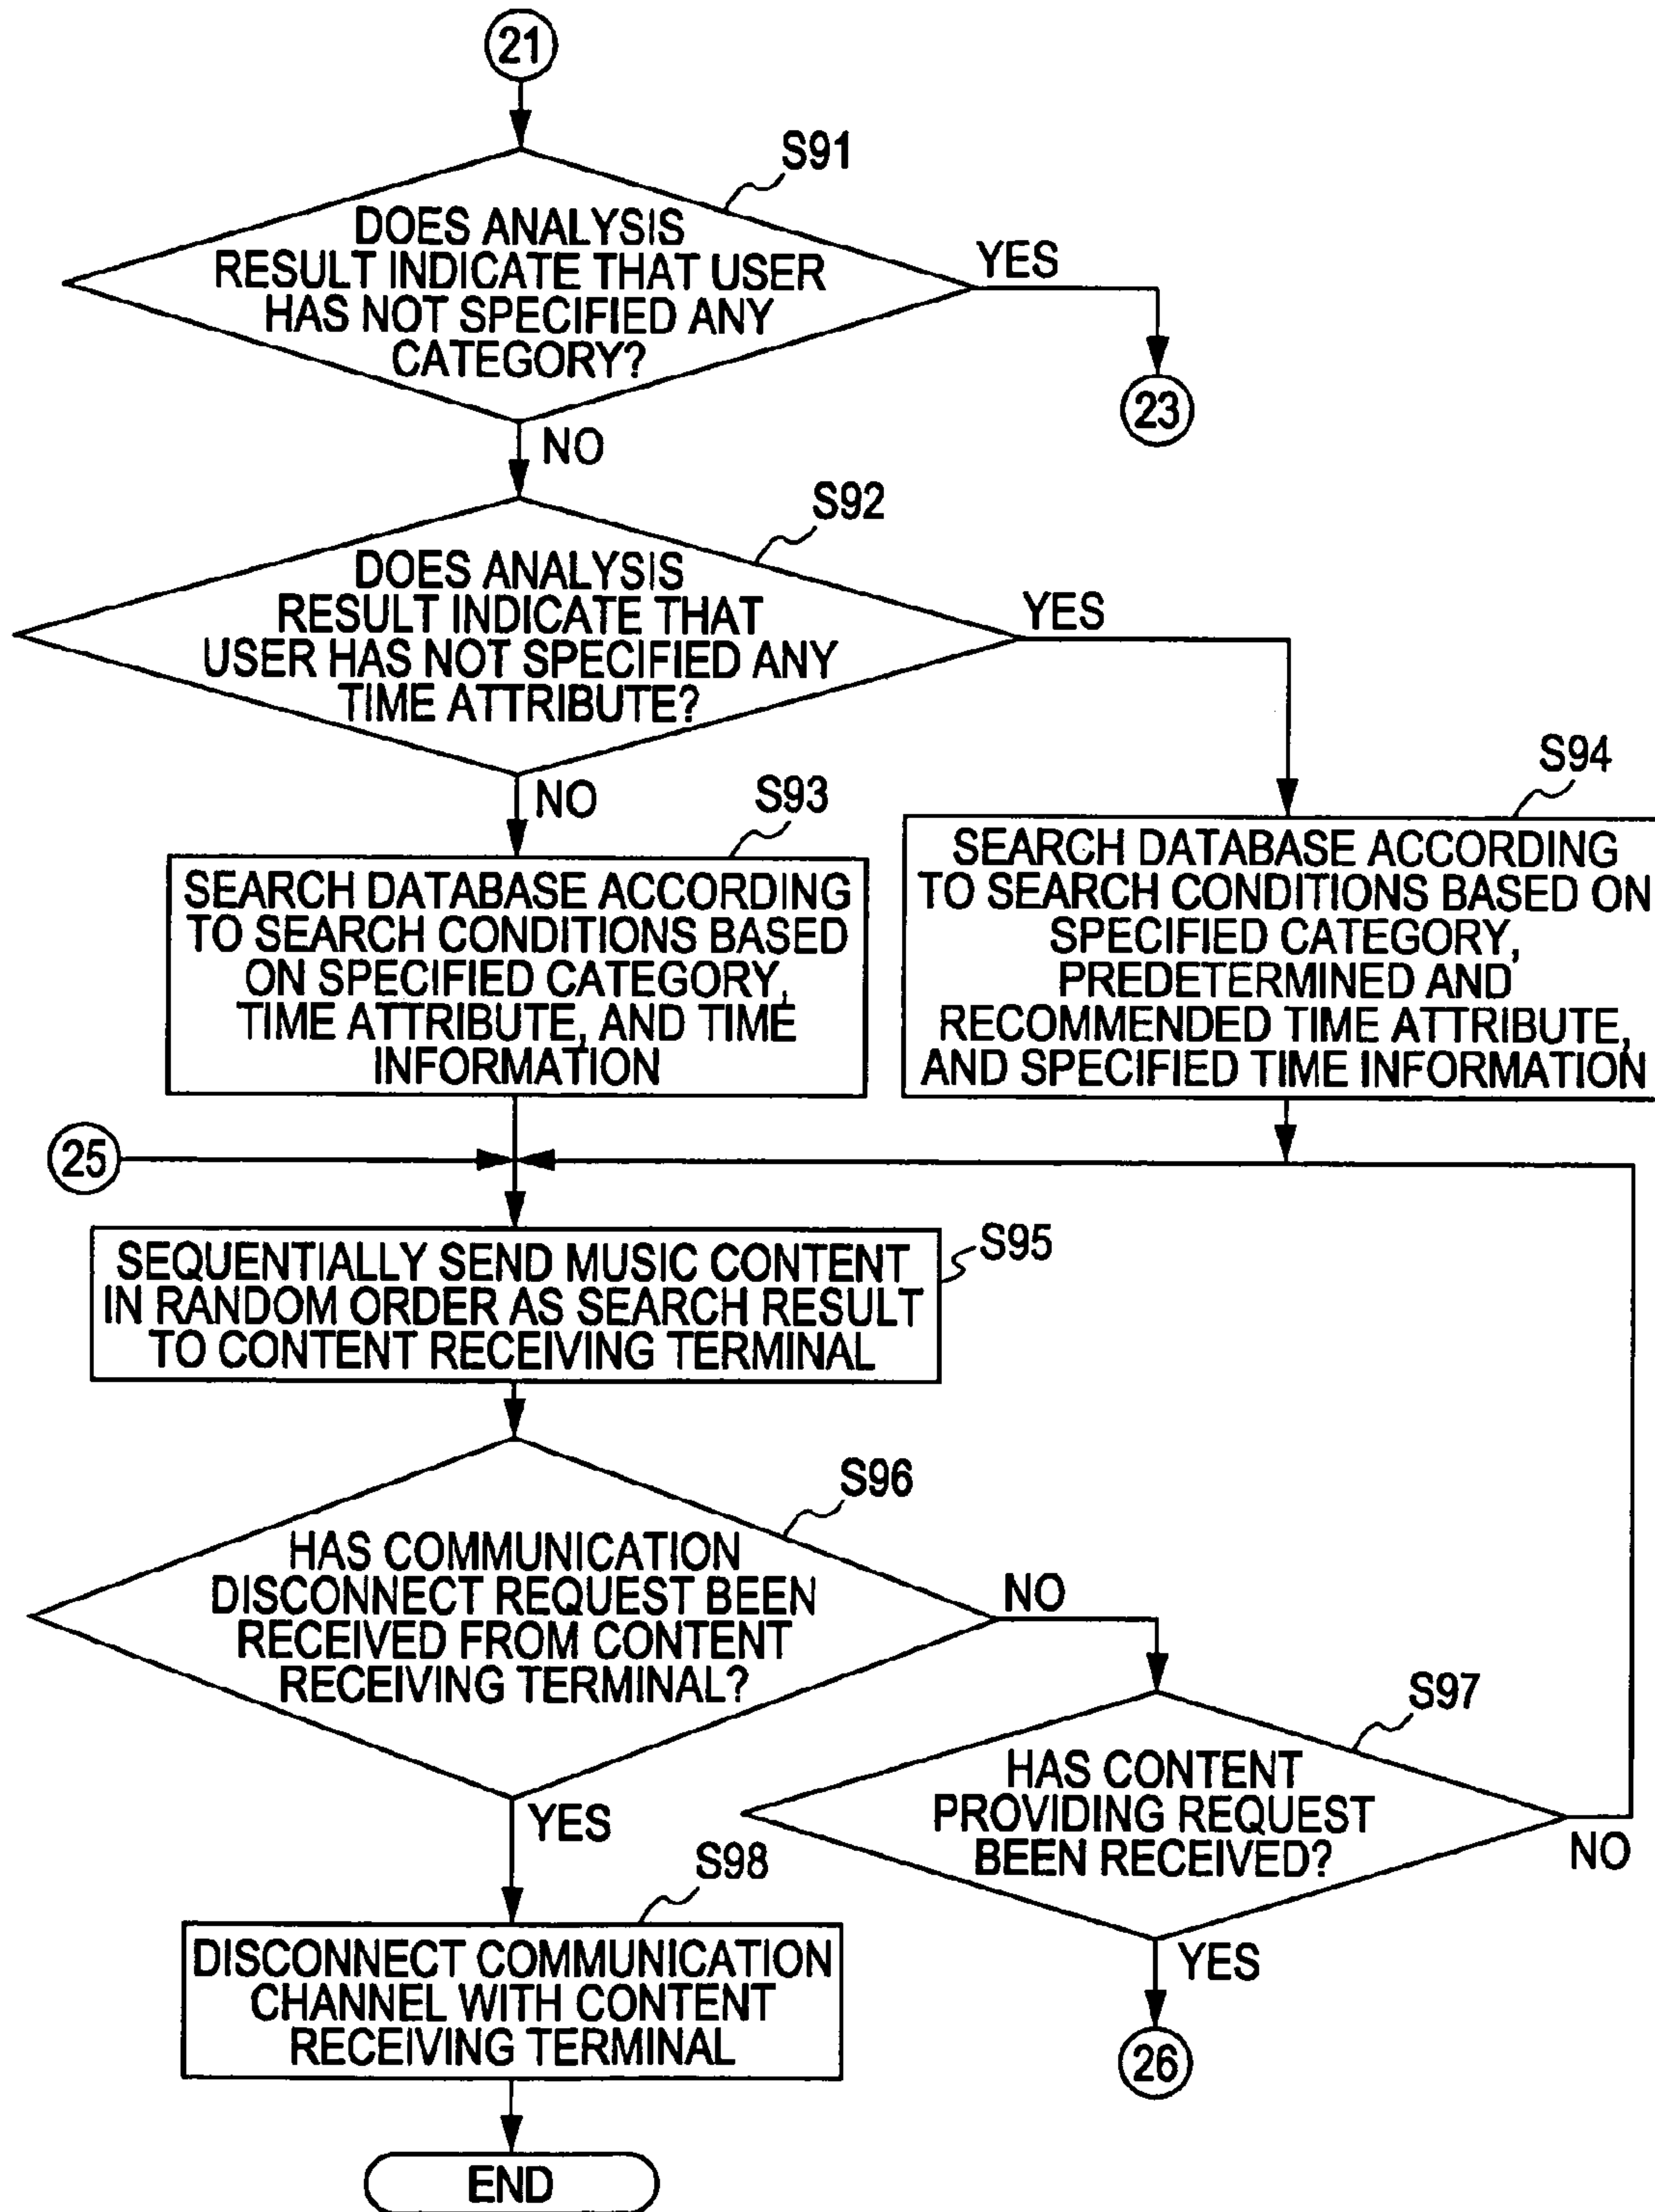 21
S91
DOES ANALYSIS
RESULT INDICATE THAT USER
HAS NOT SPECIFIED ANY
CATEGORY?
YES
23
NO
S92
DOES ANALYSIS
RESULT INDICATE THAT
USER HAS NOT SPECIFIED ANY
TIME ATTRIBUTE?
YES
NO
S93
SEARCH DATABASE ACCORDING
TO SEARCH CONDITIONS BASED
ON SPECIFIED CATEGORY,
TIME ATTRIBUTE, AND TIME
INFORMATION
S94
SEARCH DATABASE ACCORDING
TO SEARCH CONDITIONS BASED ON
SPECIFIED CATEGORY,
PREDETERMINED AND
RECOMMENDED TIME ATTRIBUTE,
AND SPECIFIED TIME INFORMATION
25
S95
SEQUENTIALLY SEND MUSIC CONTENT
IN RANDOM ORDER AS SEARCH RESULT
TO CONTENT RECEIVING TERMINAL
S96
HAS COMMUNICATION
DISCONNECT REQUEST BEEN
RECEIVED FROM CONTENT
RECEIVING TERMINAL?
NO
YES
S97
HAS CONTENT
PROVIDING REQUEST
BEEN RECEIVED?
NO
YES
26
S98
DISCONNECT COMMUNICATION
CHANNEL WITH CONTENT
RECEIVING TERMINAL
END